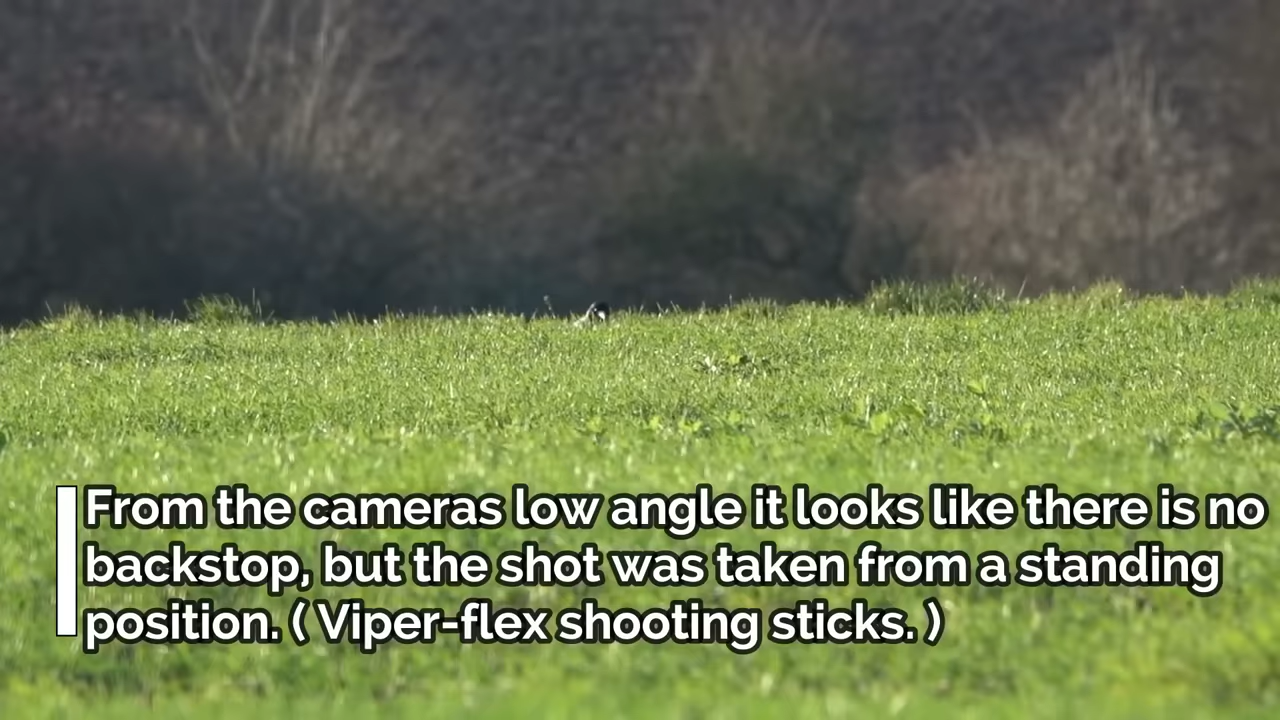 From the cameras low angle it looks like there is no
backstop, but the shot was taken from a standing
position. ( Viper-flex shooting sticks. )